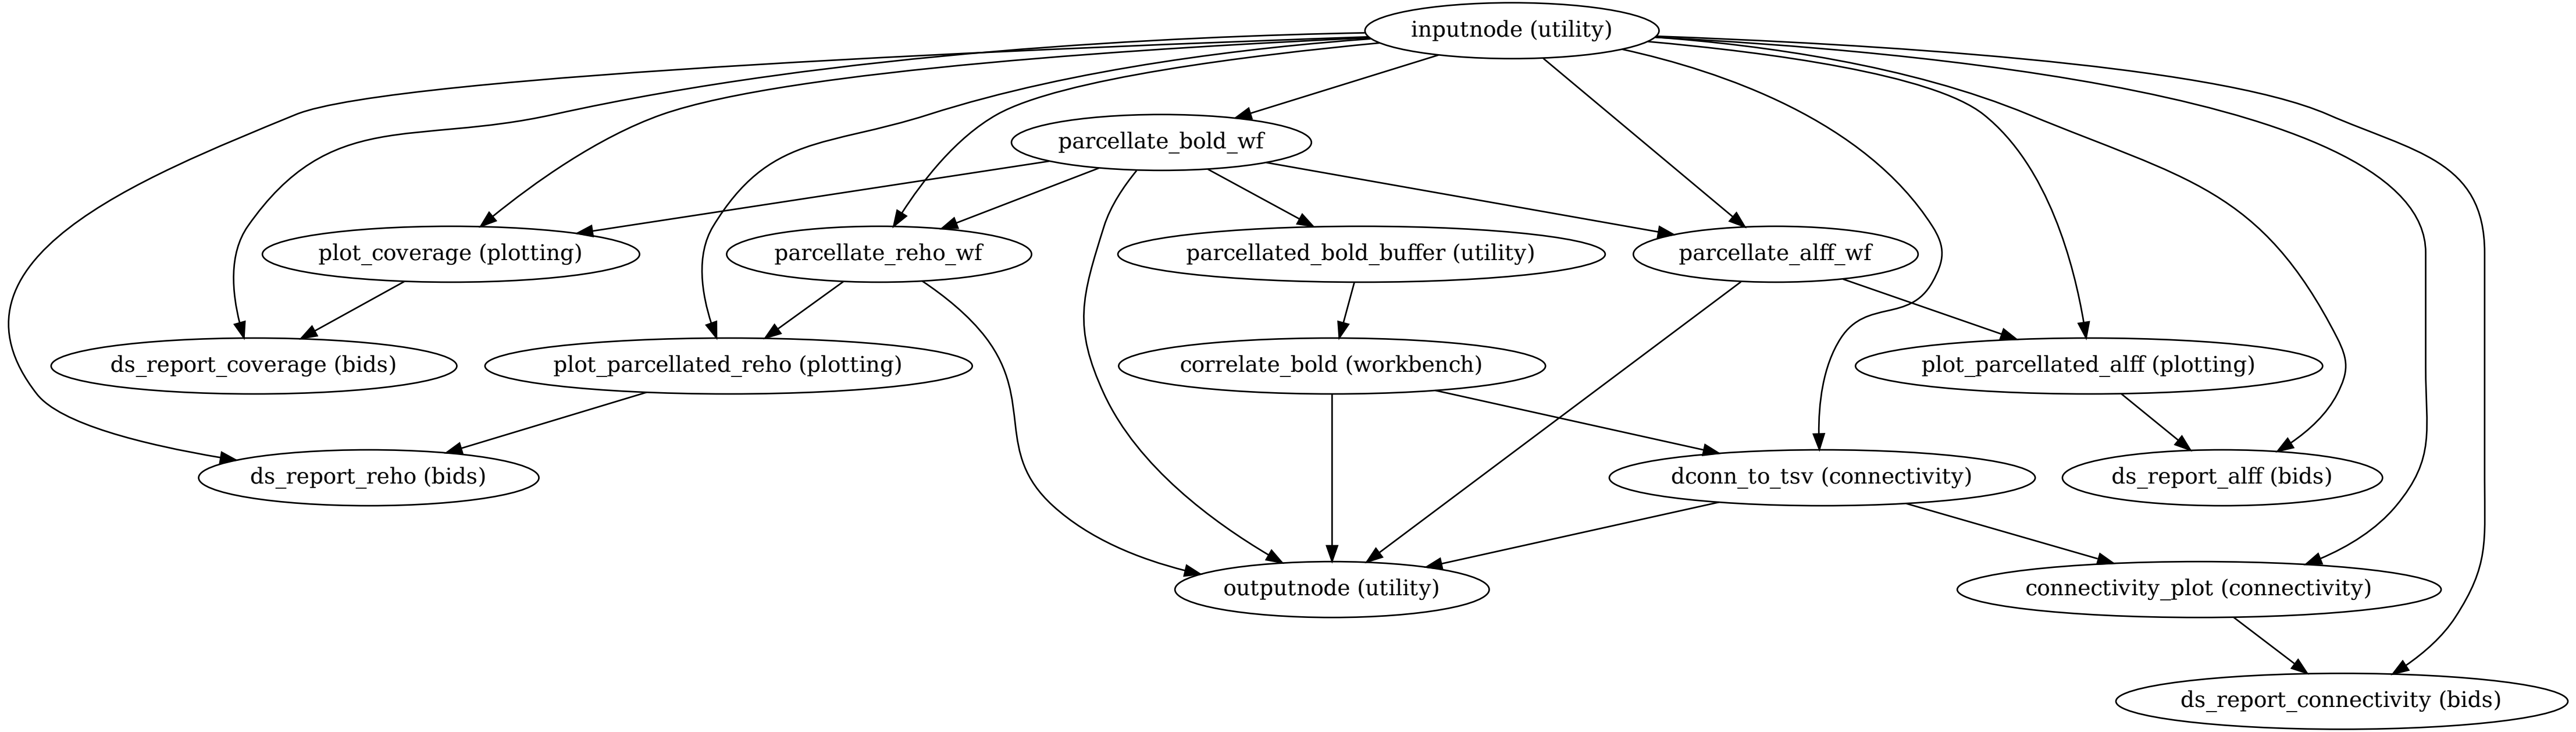 inputnode (utility)
parcellate_bold_wf
plot_coverage (plotting)
parcellate_reho_wf
parcellated_bold_buffer (utility)
parcellate_alff_wf
ds_report_coverage (bids)
plot_parcellated_reho (plotting)
correlate_bold (workbench)
plot_parcellated_alff (plotting)
ds_report_reho (bids)
dconn_to_tsv (connectivity)
ds_report_alff (bids)
outputnode (utility)
connectivity_plot (connectivity)
ds_report_connectivity (bids)